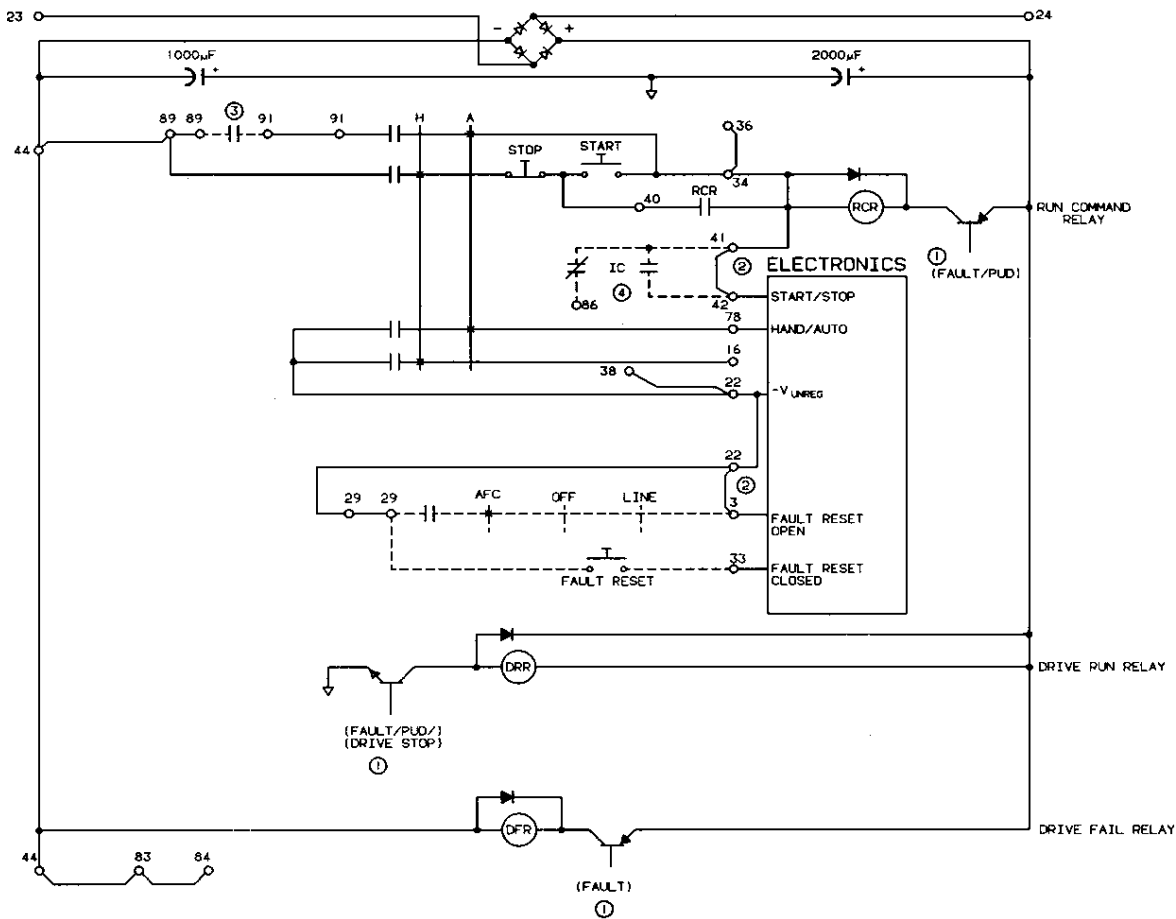 23
24
- +
1000µF +
2000µF +
③
H A
89 89 91 91
36
44
STOP START
34
40 RCR
RCR
RUN COMMAND
RELAY
41
②
IC
④
86
42
①
(FAULT/PUD)
ELECTRONICS
START/STOP
78
HAND/AUTO
16
38
22
-VUNREG
22
②
29 29
AFC OFF LINE
3
FAULT RESET
OPEN
33
FAULT RESET
FAULT RESET
CLOSED
DRR
DRIVE RUN RELAY
(FAULT/PUD/)
(DRIVE STOP)
①
DFR
DRIVE FAIL RELAY
44 83 84
(FAULT)
①